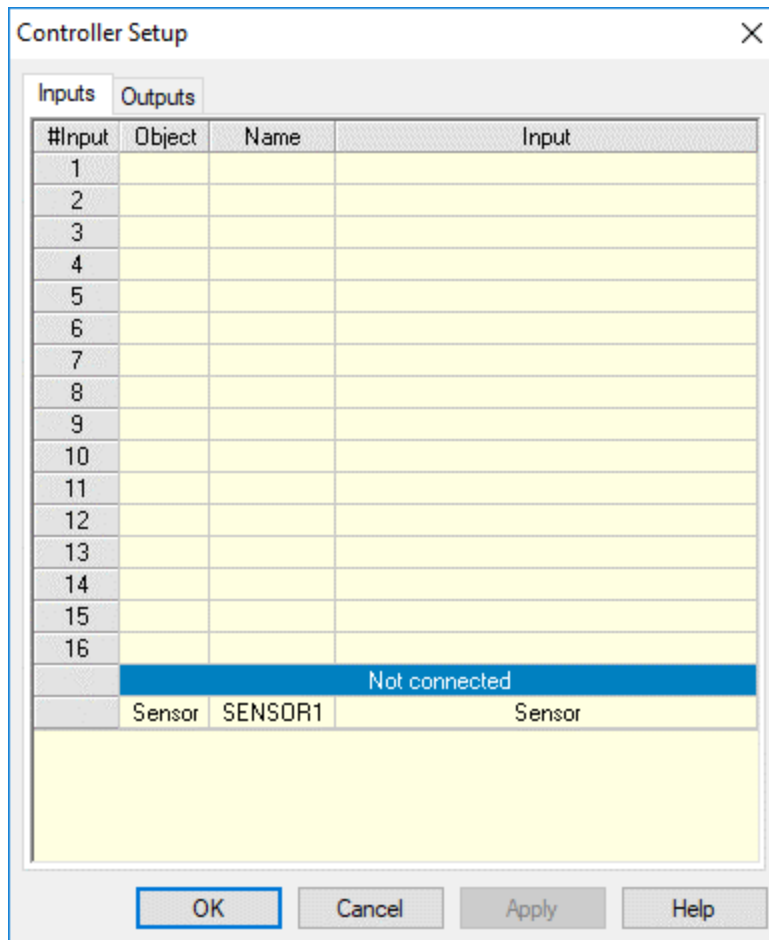 Controller Setup
Inputs Outputs
#Input Object Name Input
1
2
3
4
5
6
7
8
9
10
11
12
13
14
15
16
Not connected
Sensor SENSOR1 Sensor
OK Cancel Apply Help